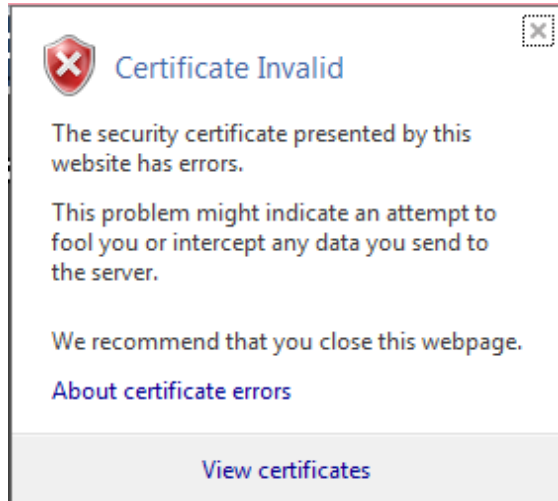 Certificate Invalid
The security certificate presented by this
website has errors.
This problem might indicate an attempt to
fool you or intercept any data you send to
the server.
We recommend that you close this webpage.
About certificate errors
View certificates